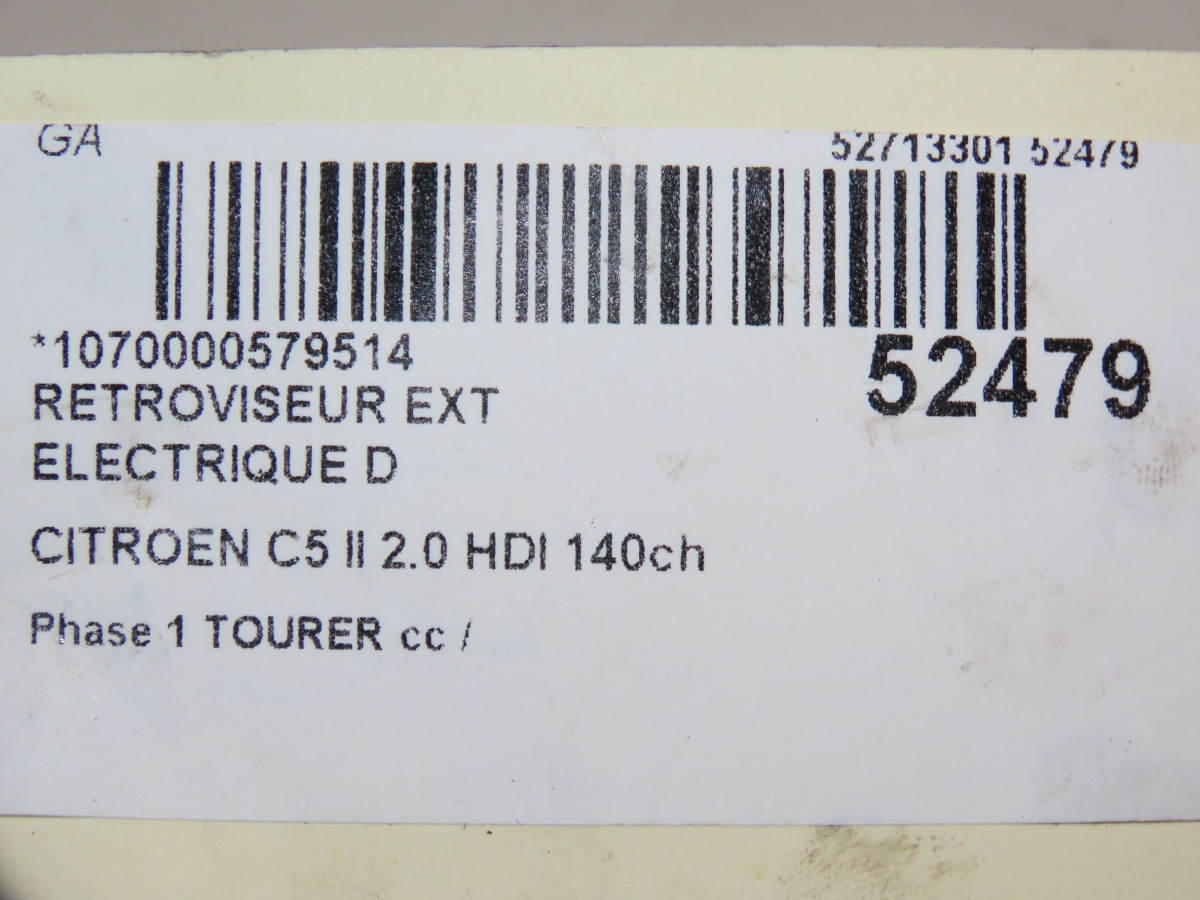 GA
52713301 52479
*1070000579514
52479
RETROVISEUR EXT
ELECTRIQUE D
CITROEN C5 II 2.0 HDI 140ch
Phase 1 TOURER cc /